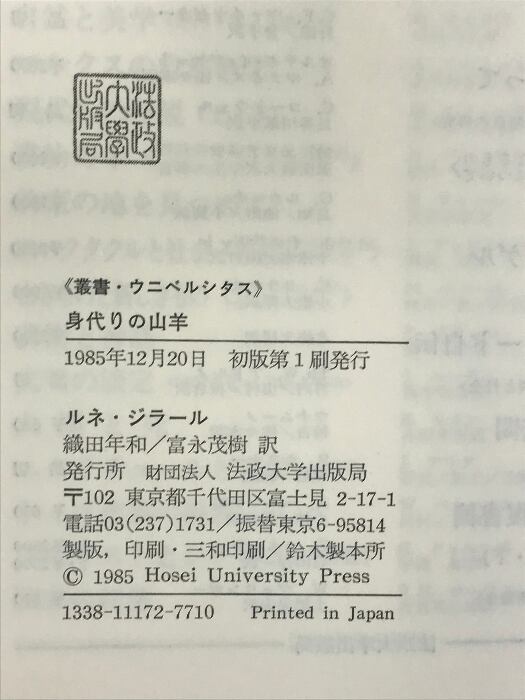 法政
大學
出版局
《叢書・ウニベルシタス》
身代りの山羊
1985年12月20日 初版第1刷発行
ルネ・ジラール
織田年和／富永茂樹 訳
発行所 財団法人 法政大学出版局
〒102 東京都千代田区富士見 2-17-1
電話03(237)1731／振替東京6-95814
製版，印刷・三和印刷／鈴木製本所
© 1985 Hosei University Press
1338-11172-7710 Printed in Japan